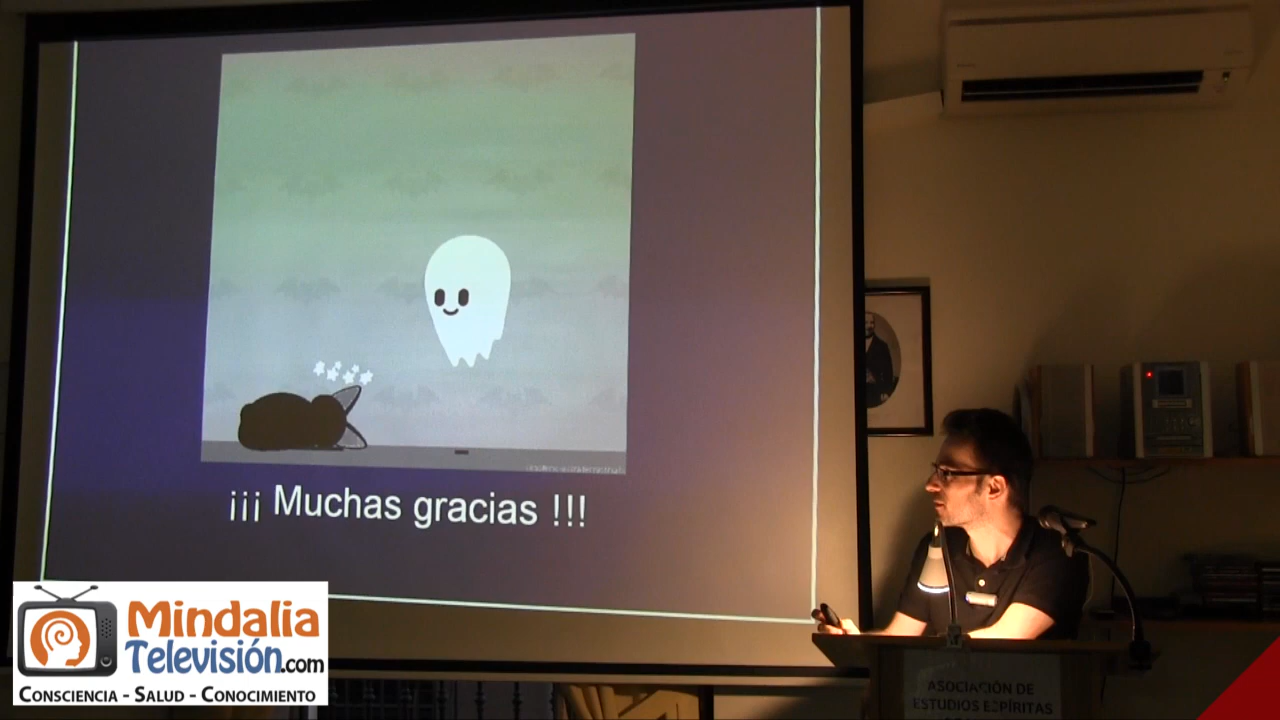 ¡¡¡ Muchas gracias !!!
Mindalia
Televisión.com
CONSCIENCIA - SALUD - CONOCIMIENTO
ASOCIACIÓN DE
ESTUDIOS ESPÍRITAS